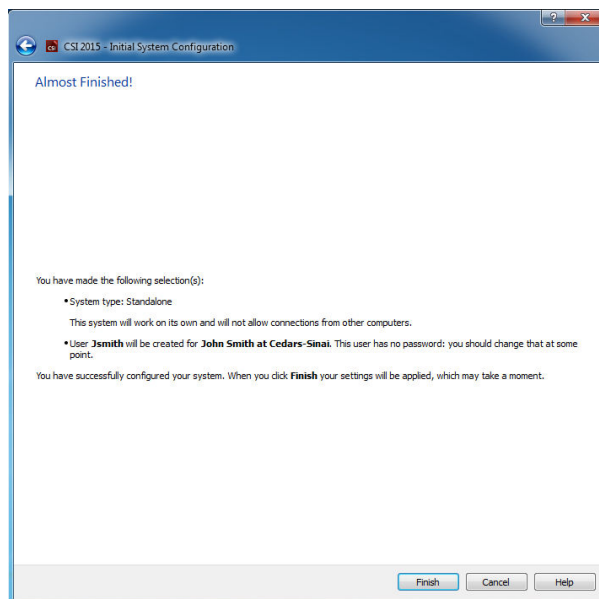 CSI 2015 - Initial System Configuration
Almost Finished!
You have made the following selection(s):
•System type: Standalone
This system will work on its own and will not allow connections from other computers.
•User Jsmith will be created for John Smith at Cedars-Sinai. This user has no password: you should change that at some
point.
You have successfully configured your system. When you click Finish your settings will be applied, which may take a moment.
Finish Cancel Help